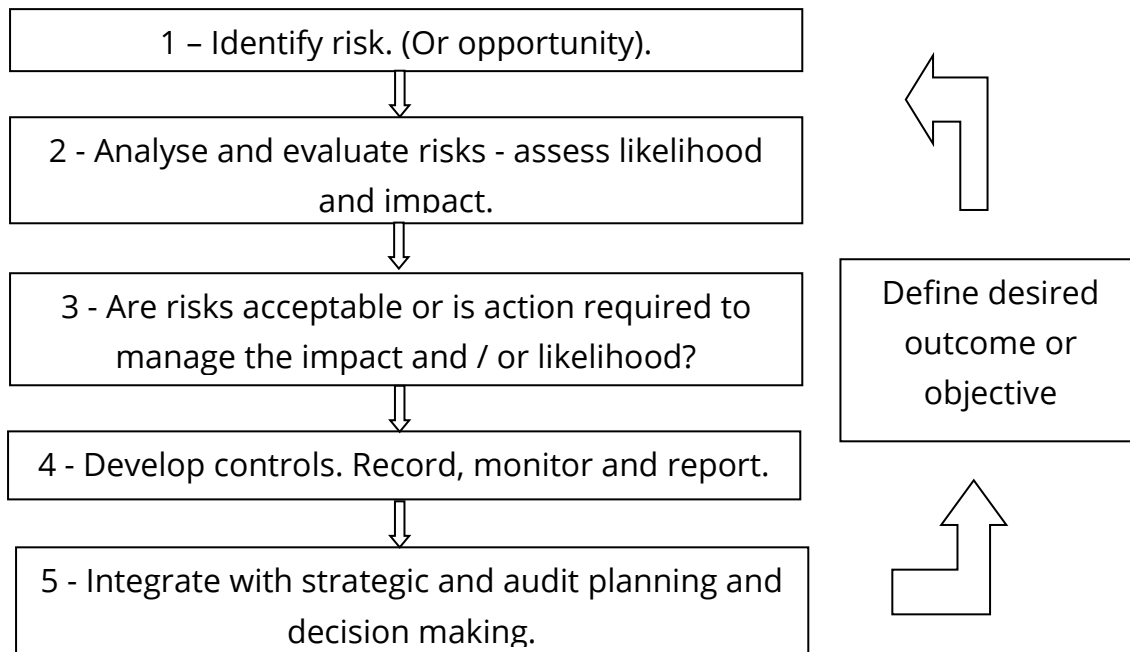 1 – Identify risk. (Or opportunity).
2 - Analyse and evaluate risks - assess likelihood
and impact.
3 - Are risks acceptable or is action required to
manage the impact and / or likelihood?
4 - Develop controls. Record, monitor and report.
5 - Integrate with strategic and audit planning and
decision making.
Define desired
outcome or
objective